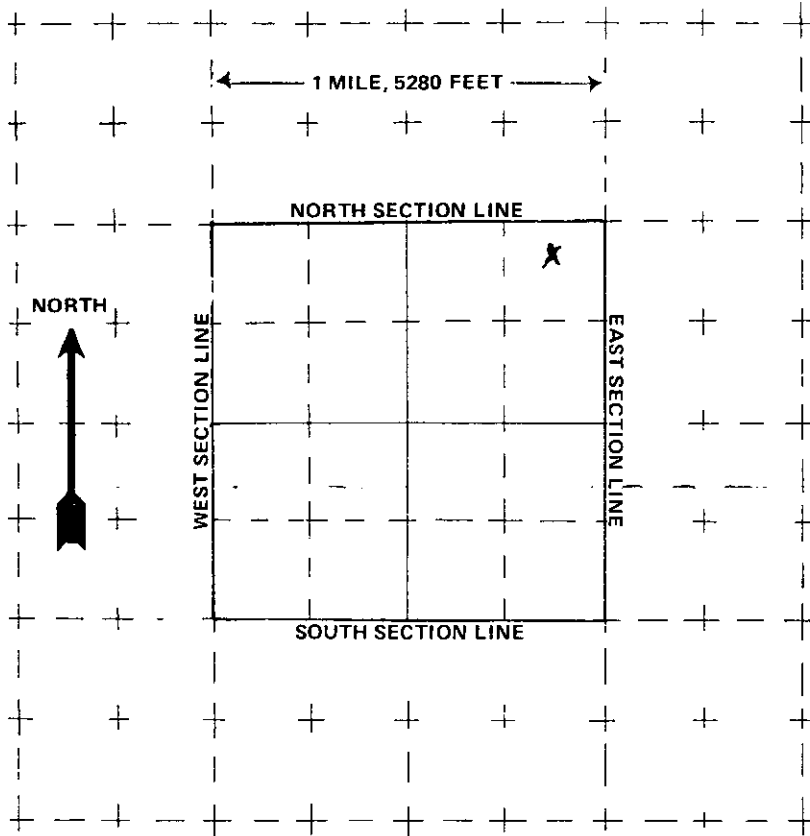 1 MILE, 5280 FEET
NORTH SECTION LINE
X
NORTH
WEST SECTION LINE
EAST SECTION LINE
SOUTH SECTION LINE